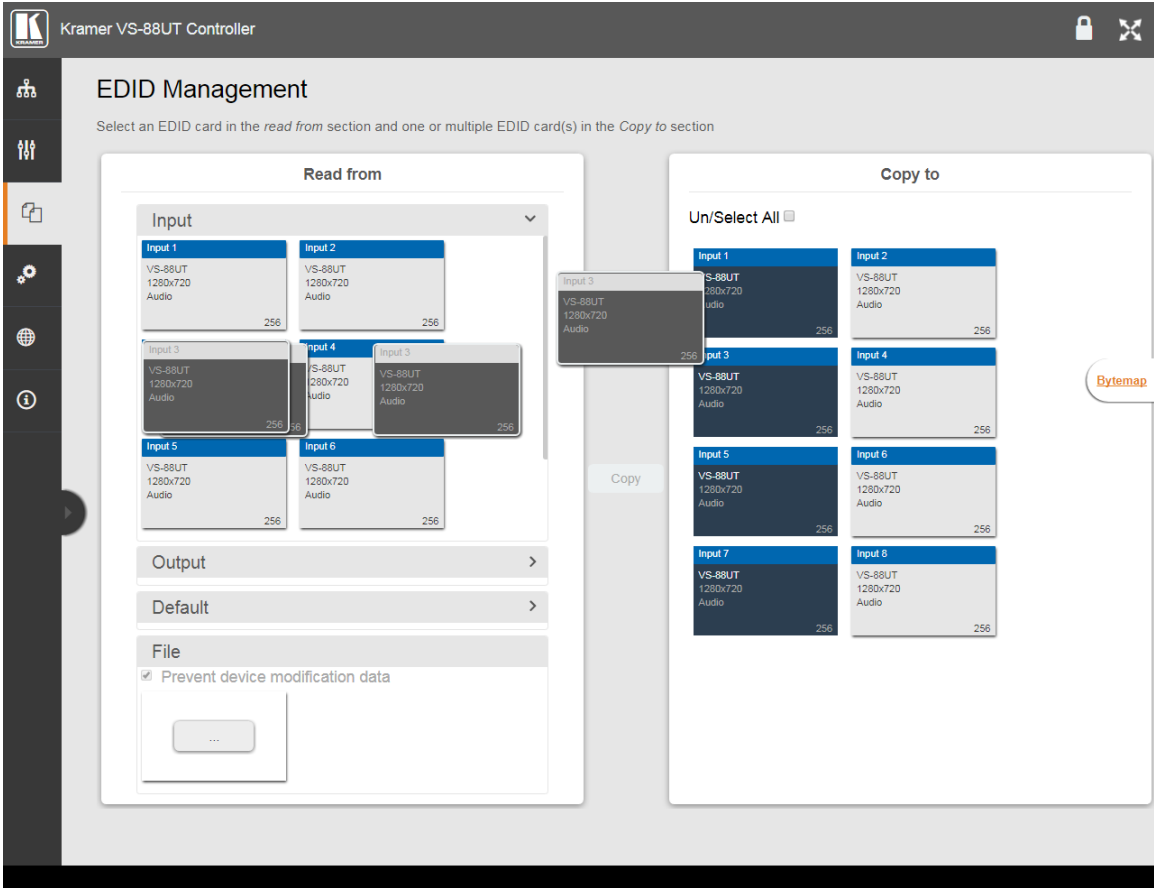 KRAMER
Kramer VS-88UT Controller
EDID Management
Select an EDID card in the read from section and one or multiple EDID card(s) in the Copy to section
Read from
Input
Input 1
VS-88UT
1280x720
Audio
256
Input 2
VS-88UT
1280x720
Audio
256
Input 3
VS-88UT
1280x720
Audio
256
56
Input 4
VS-88UT
1280x720
Audio
Input 3
VS-88UT
1280x720
Audio
256
Input 5
VS-88UT
1280x720
Audio
256
Input 6
VS-88UT
1280x720
Audio
256
Output
Default
File
Prevent device modification data
...
Input 3
VS-88UT
1280x720
Audio
256
Copy
Copy to
Un/Select All
Input 1
VS-88UT
1280x720
Audio
256
Input 2
VS-88UT
1280x720
Audio
256
Input 3
VS-88UT
1280x720
Audio
256
Input 4
VS-88UT
1280x720
Audio
256
Input 5
VS-88UT
1280x720
Audio
256
Input 6
VS-88UT
1280x720
Audio
256
Input 7
VS-88UT
1280x720
Audio
256
Input 8
VS-88UT
1280x720
Audio
256
Bytemap